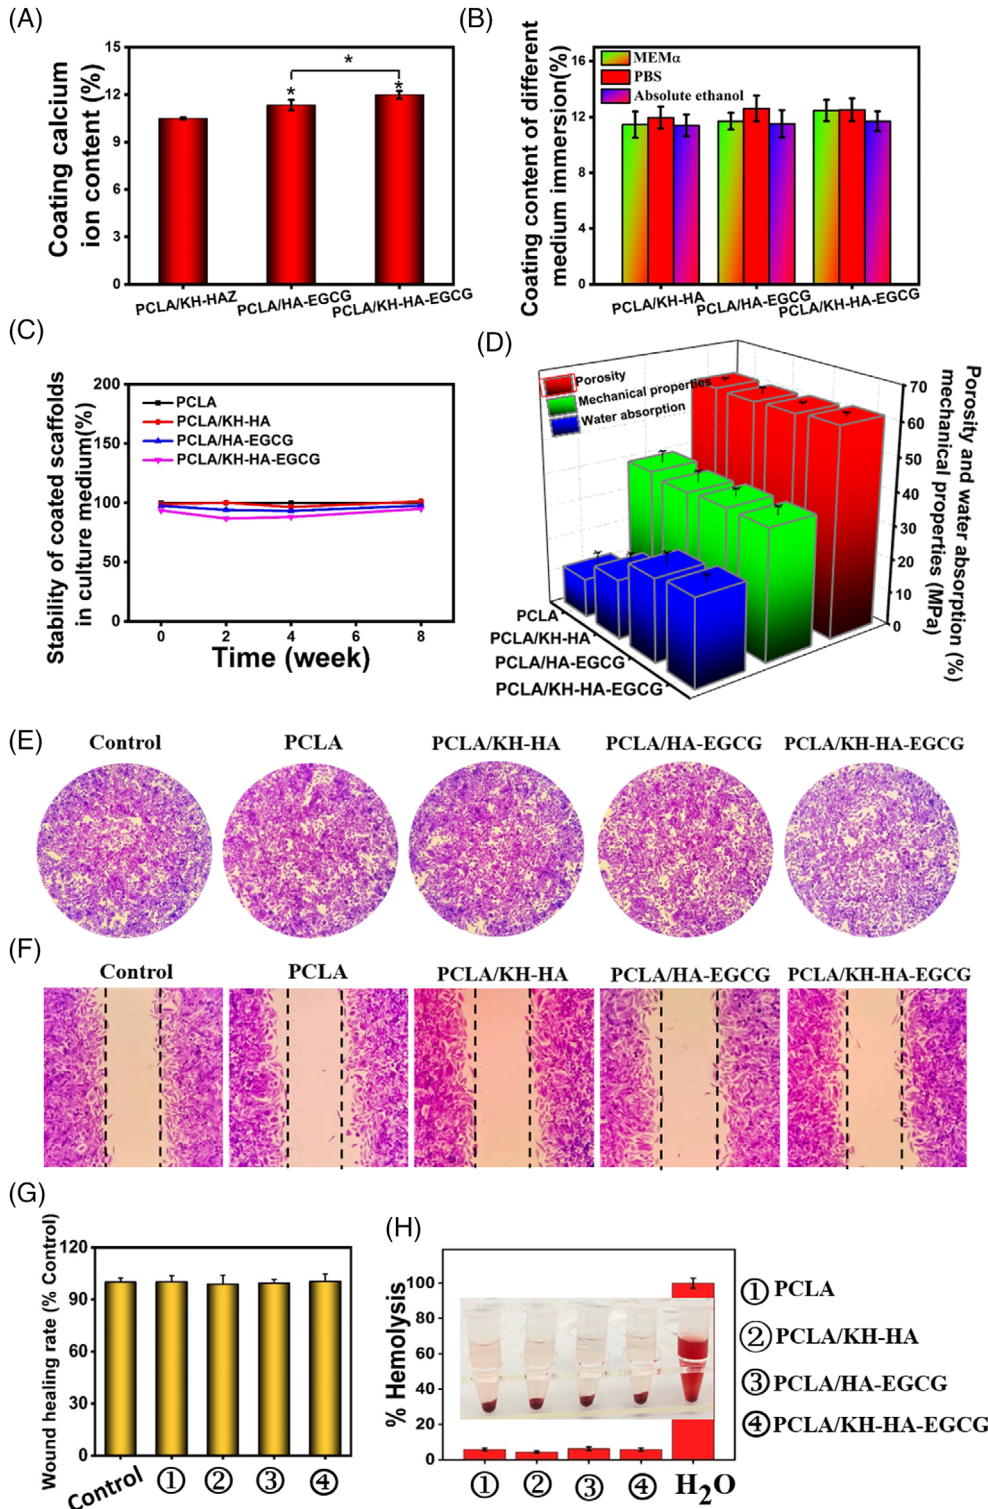 (A)
Coating calcium
ion content (%)
15
12
9
6
3
0
*
*
*
PCLA/KH-HAZ
PCLA/HA-EGCG
PCLA/KH-HA-EGCG
(B)
Coating content of different
medium immersion(%)
16
12
8
4
0
MEMα
PBS
Absolute ethanol
PCLA/KH-HA
PCLA/HA-EGCG
PCLA/KH-HA-EGCG
(C)
Stability of coated scaffolds
in culture medium(%)
200
150
100
50
0
PCLA
PCLA/KH-HA
PCLA/HA-EGCG
PCLA/KH-HA-EGCG
0
2
4
6
8
Time (week)
(D)
Porosity
Mechanical properties
Water absorption
70
60
50
40
30
20
10
0
Porosity and water absorption (%)
mechanical properties (MPa)
PCLA
PCLA/KH-HA
PCLA/HA-EGCG
PCLA/KH-HA-EGCG
(E)
Control
PCLA
PCLA/KH-HA
PCLA/HA-EGCG
PCLA/KH-HA-EGCG
(F)
Control
PCLA
PCLA/KH-HA
PCLA/HA-EGCG
PCLA/KH-HA-EGCG
(G)
Wound healing rate (% Control)
120
90
60
30
0
Control
①
②
③
④
(H)
% Hemolysis
100
80
60
40
20
0
①
②
③
④
H2O
① PCLA
② PCLA/KH-HA
③ PCLA/HA-EGCG
④ PCLA/KH-HA-EGCG